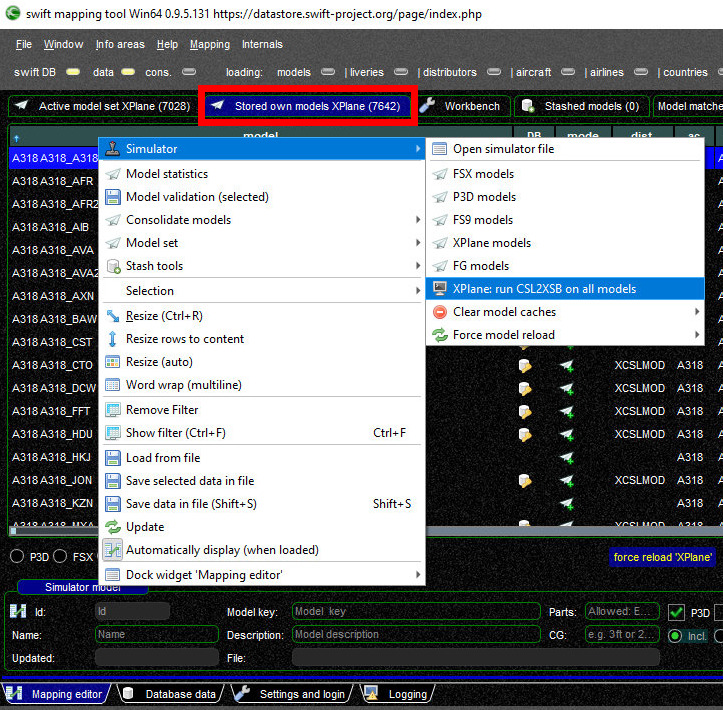 swift mapping tool Win64 0.9.5.131 https://datastore.swift-project.org/page/index.php
File Window Info areas Help Mapping Internals
swift DB data cons. loading: models | liveries | distributors | aircraft | airlines | countries
Active model set XPlane (7028) Stored own models XPlane (7642) Workbench Stashed models (0) Model matche
model DB mode dist. ac
A318 A318_A318 Simulator Open simulator file
A318 A318_AFR Model statistics FSX models
A318 A318_AFR2 Model validation (selected) P3D models
A318 A318_AIB Consolidate models FS9 models
A318 A318_AVA Model set XPlane models
A318 A318_AVA2 Stash tools FG models
A318 A318_AXN Selection XPlane: run CSL2XSB on all models
A318 A318_BAW Resize (Ctrl+R) Clear model caches
A318 A318_CST Resize rows to content Force model reload
A318 A318_CTO Resize (auto) XCSLMOD A318
A318 A318_DCW Word wrap (multiline) XCSLMOD A318
A318 A318_FFT Remove Filter XCSLMOD A318
A318 A318_HDU Show filter (Ctrl+F) Ctrl+F XCSLMOD A318
A318 A318_HKJ Load from file A318
A318 A318_JON Save selected data in file XCSLMOD A318
A318 A318_KZN Save data in file (Shift+S) Shift+S A318
A318 A318_MXA Update XCSLMOD A318
Automatically display (when loaded)
P3D FSX force reload 'XPlane'
Dock widget 'Mapping editor'
Simulator model
Id: Id Model key: Model key Parts: Allowed: E... P3D
Name: Name Description: Model description CG: e.g. 3ft or 2... Incl.
Updated: File:
Mapping editor Database data Settings and login Logging